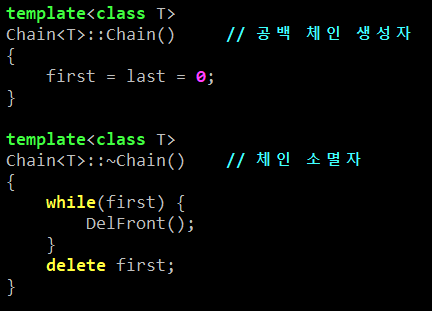 template<class T>
Chain<T>::Chain()     // 공백 체인 생성자
{
    first = last = 0;
}

template<class T>
Chain<T>::~Chain()    // 체인 소멸자
{
    while(first) {
        DelFront();
    }
    delete first;
}